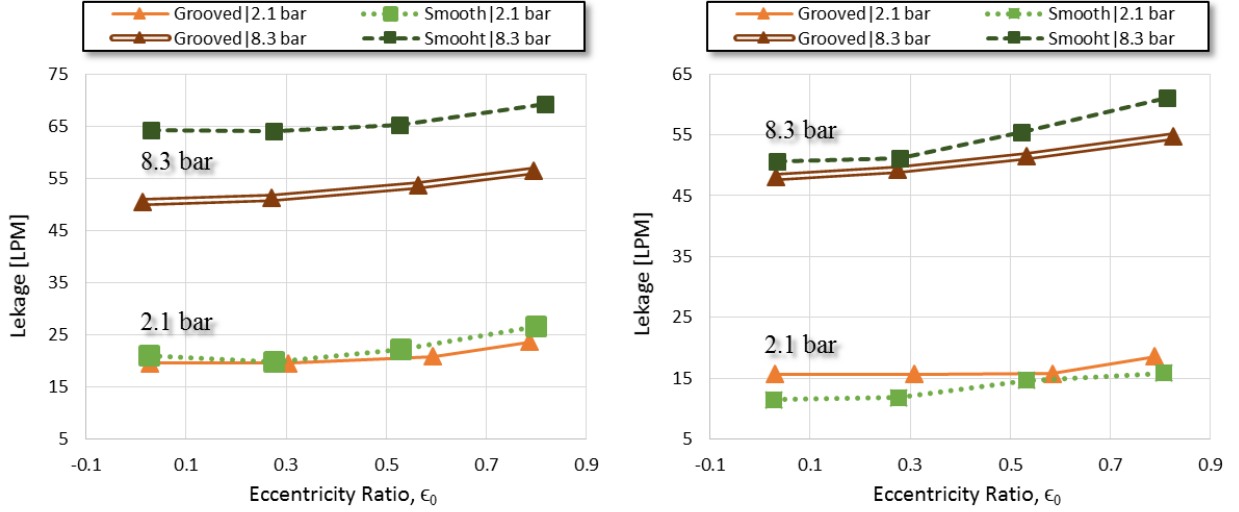 Grooved|2.1 bar Smooth|2.1 bar
Grooved|8.3 bar Smooht|8.3 bar
75
65
55
45
35
25
15
5
8.3 bar
2.1 bar
Lekage [LPM]
-0.1 0.1 0.3 0.5 0.7 0.9
Eccentricity Ratio, ϵ₀
Grooved|2.1 bar Smooth|2.1 bar
Grooved|8.3 bar Smooht|8.3 bar
65
55
45
35
25
15
5
8.3 bar
2.1 bar
Lekage [LPM]
-0.1 0.1 0.3 0.5 0.7 0.9
Eccentricity Ratio, ϵ₀